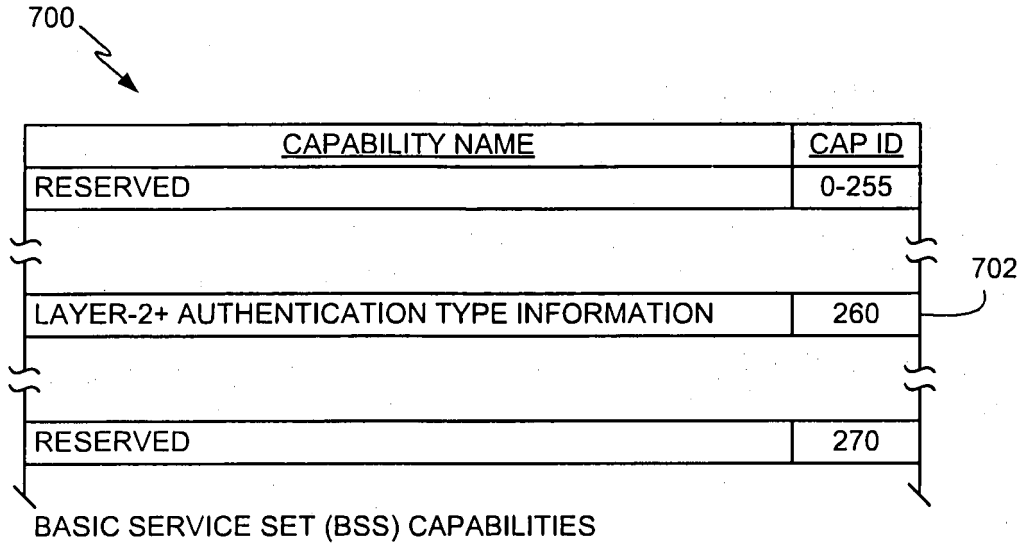 700
CAPABILITY NAME CAP ID
RESERVED 0-255
702
LAYER-2+ AUTHENTICATION TYPE INFORMATION 260
RESERVED 270
BASIC SERVICE SET (BSS) CAPABILITIES